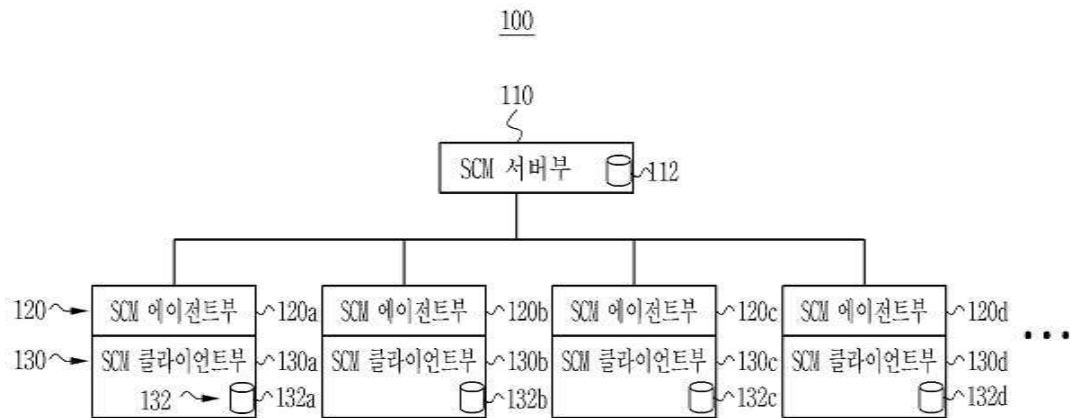 100
110
SCM 서버부 112
120 SCM 에이전트부 120a SCM 에이전트부 120b SCM 에이전트부 120c SCM 에이전트부 120d
130 SCM 클라이언트부 130a SCM 클라이언트부 130b SCM 클라이언트부 130c SCM 클라이언트부 130d
132 132a 132b 132c 132d